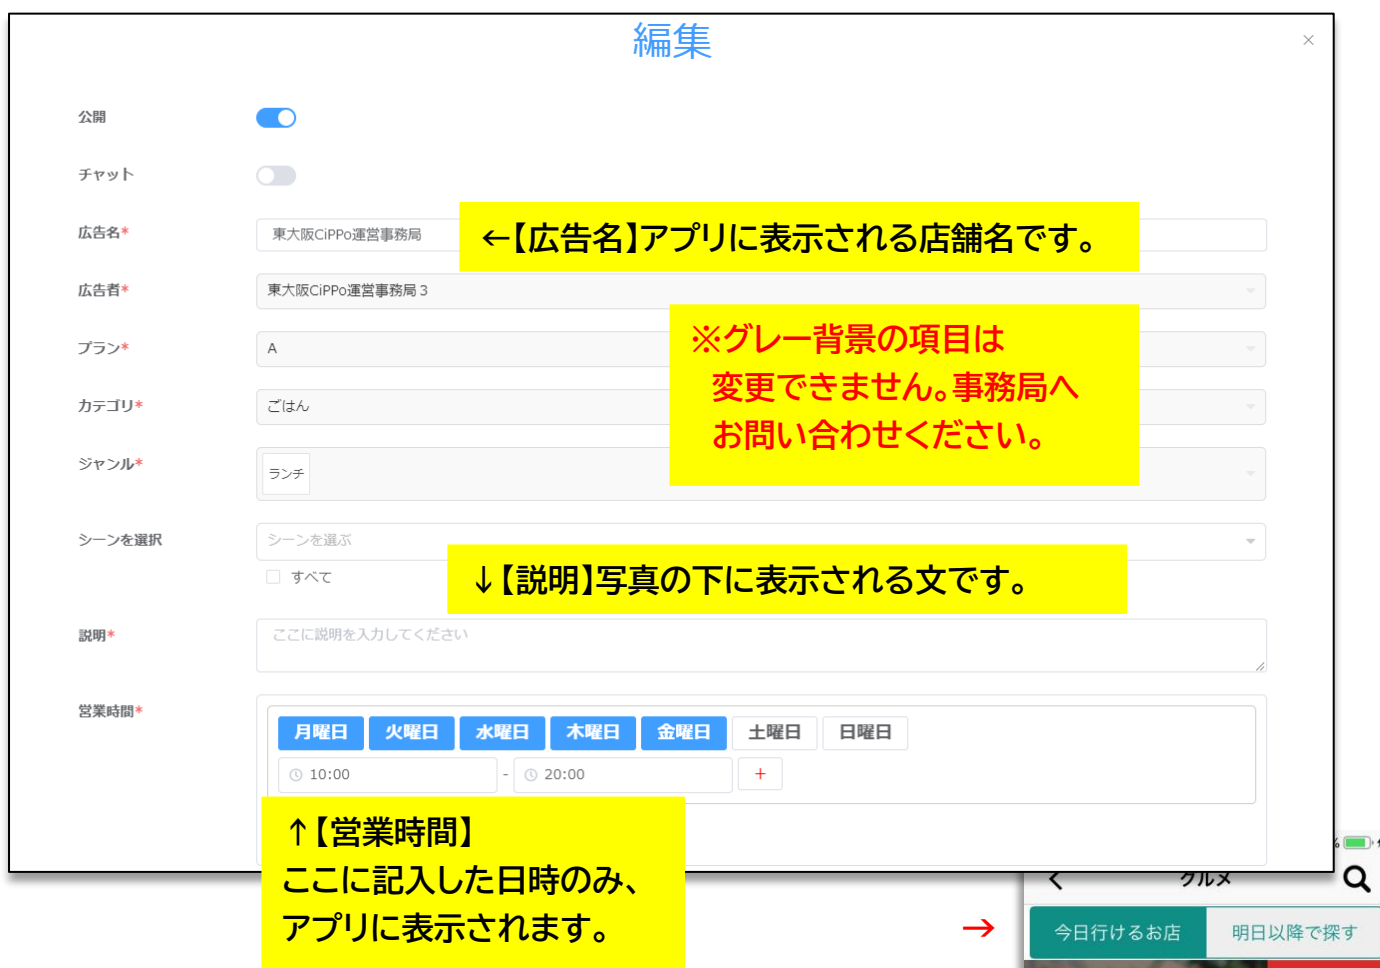 編集
×
公開
チャット
広告名*
東大阪CiPPo運営事務局
←【広告名】アプリに表示される店舗名です。
広告者*
東大阪CiPPo運営事務局３
※グレー背景の項目は
変更できません。事務局へ
お問い合わせください。
プラン*
A
カテゴリ*
ごはん
ジャンル*
ランチ
シーンを選択
シーンを選ぶ
すべて
↓【説明】写真の下に表示される文です。
説明*
ここに説明を入力してください
営業時間*
月曜日 火曜日 水曜日 木曜日 金曜日 土曜日 日曜日
10:00 - 20:00 +
↑【営業時間】
ここに記入した日時のみ、
アプリに表示されます。
%
グルメ
→
今日行けるお店 明日以降で探す